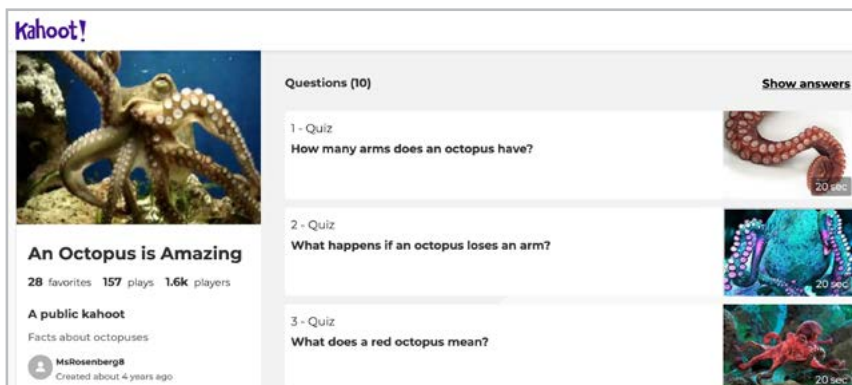 Kahoot!
An Octopus is Amazing
28 favorites 157 plays 1.6k players
A public kahoot
Facts about octopuses
MsRosenberg8
Created about 4 years ago
Questions (10)
Show answers
1 - Quiz
How many arms does an octopus have?
20 sec
2 - Quiz
What happens if an octopus loses an arm?
20 sec
3 - Quiz
What does a red octopus mean?
20 sec